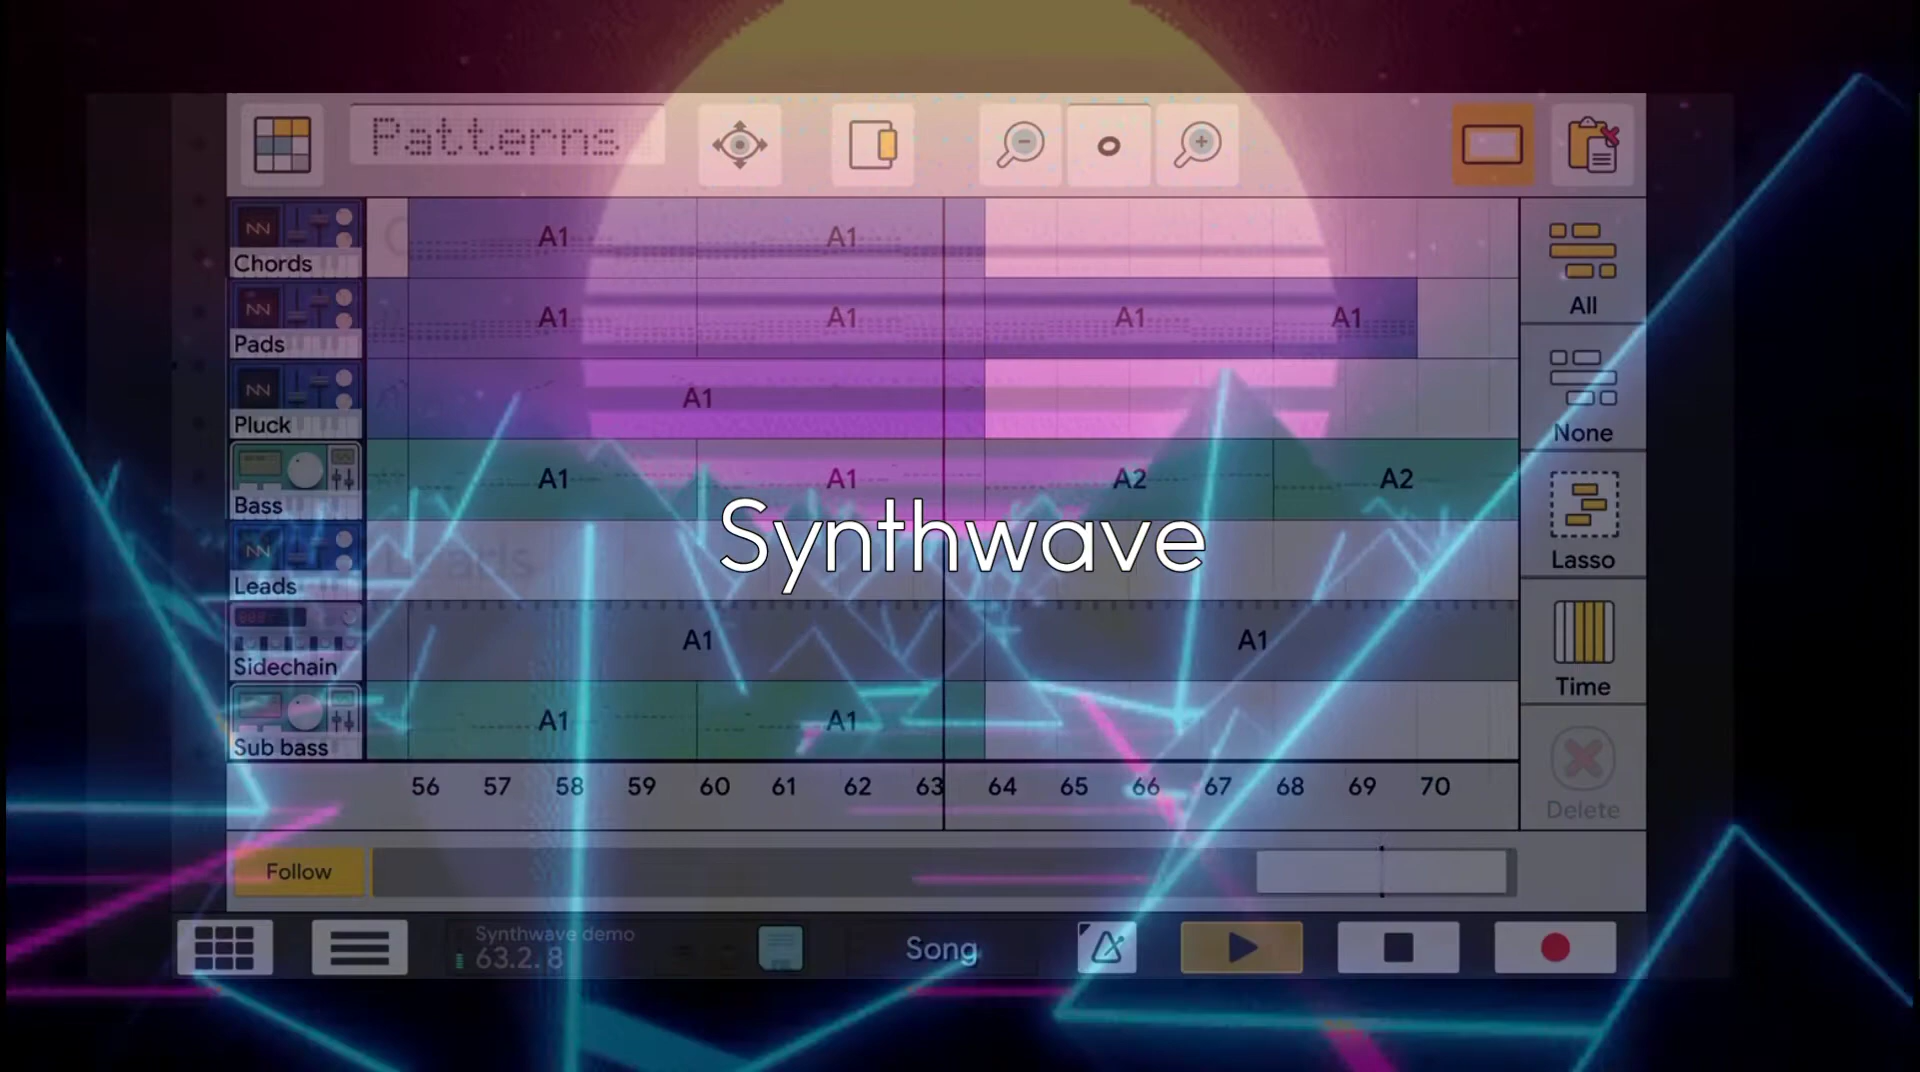 Patterns
Chords A1 A1
Pads A1 A1 A1 A1
Pluck A1
Bass A1 A1 A2 A2
Leads
Sidechain A1 A1
Sub bass A1 A1
All
None
Lasso
Time
Delete
Synthwave
56 57 58 59 60 61 62 63 64 65 66 67 68 69 70
Follow
Synthwave demo
63.2. 8
Song